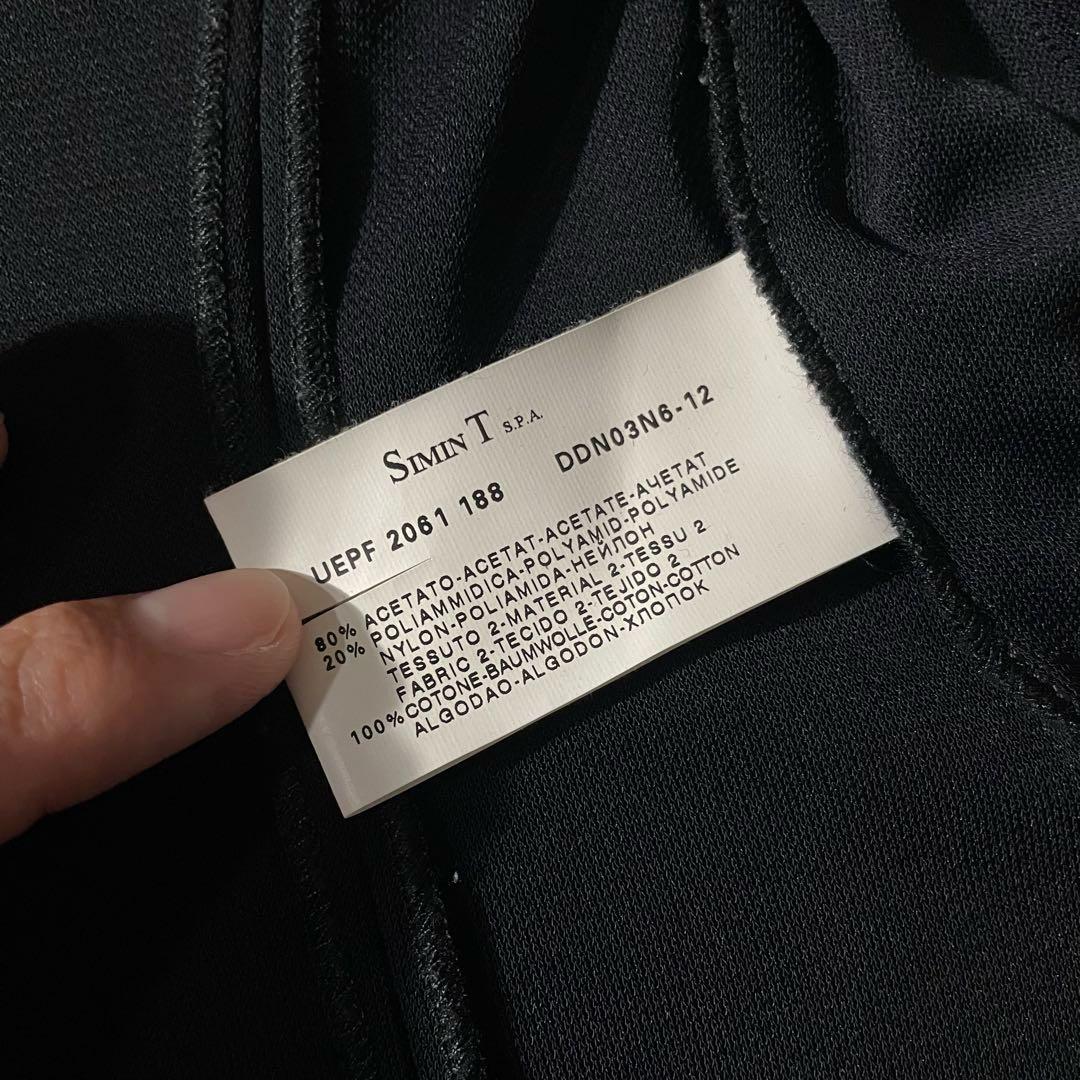 SIMIN T S.P.A.
UEPF 2061 188 DDN03N6-12
80% ACETATO-ACETAT-ACETATE-АЧЕТАТ
20% POLIAMMIDICA-POLYAMID-POLYAMIDE
NYLON-POLIAMIDA-НЕЙЛОН
TESSUTO 2-MATERIAL 2-TESSU 2
FABRIC 2-TECIDO 2-TEJIDO 2
100%COTONE-BAUMWOLLE-COTON-COTTON
ALGODAO-ALGODON-ХЛОПОК